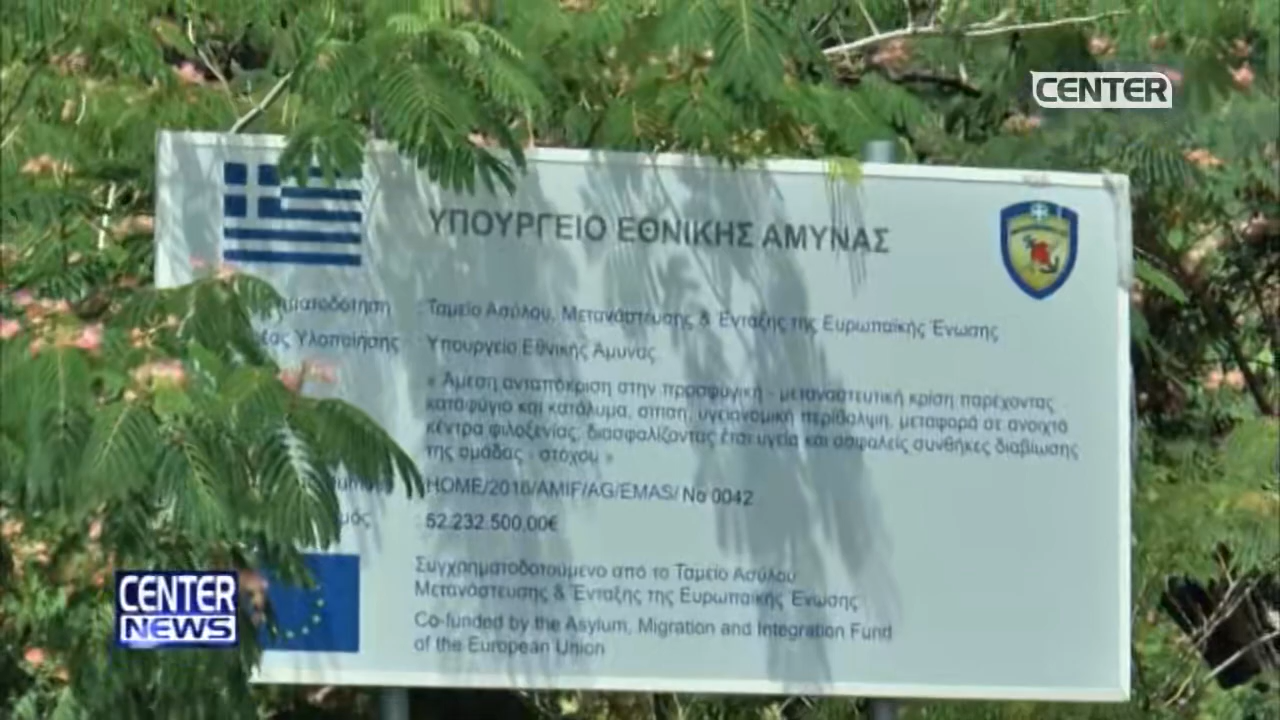 CENTER
ΥΠΟΥΡΓΕΙΟ ΕΘΝΙΚΗΣ ΑΜΥΝΑΣ
Ταμείο Ασύλου, Μετανάστευσης & Ένταξης της Ευρωπαϊκής Ένωσης
Υλοποίησης : Υπουργείο Εθνικής Άμυνας
« Άμεση ανταπόκριση στην προσφυγική - μεταναστευτική κρίση παρέχοντας
καταφύγιο και κατάλυμα, σίτιση, υγειονομική περίθαλψη, μεταφορά σε ανοιχτά
κέντρα φιλοξενίας, διασφαλίζοντας έτσι υγεία και ασφαλείς συνθήκες διαβίωσης
της ομάδας - στόχου »
HOME/2016/AMIF/AG/EMAS/ No 0042
: 52.232.500,00€
Συγχρηματοδοτούμενο από το Ταμείο Ασύλου
Μετανάστευσης & Ένταξης της Ευρωπαϊκής Ένωσης
Co-funded by the Asylum, Migration and Integration Fund
of the European Union
CENTER
NEWS